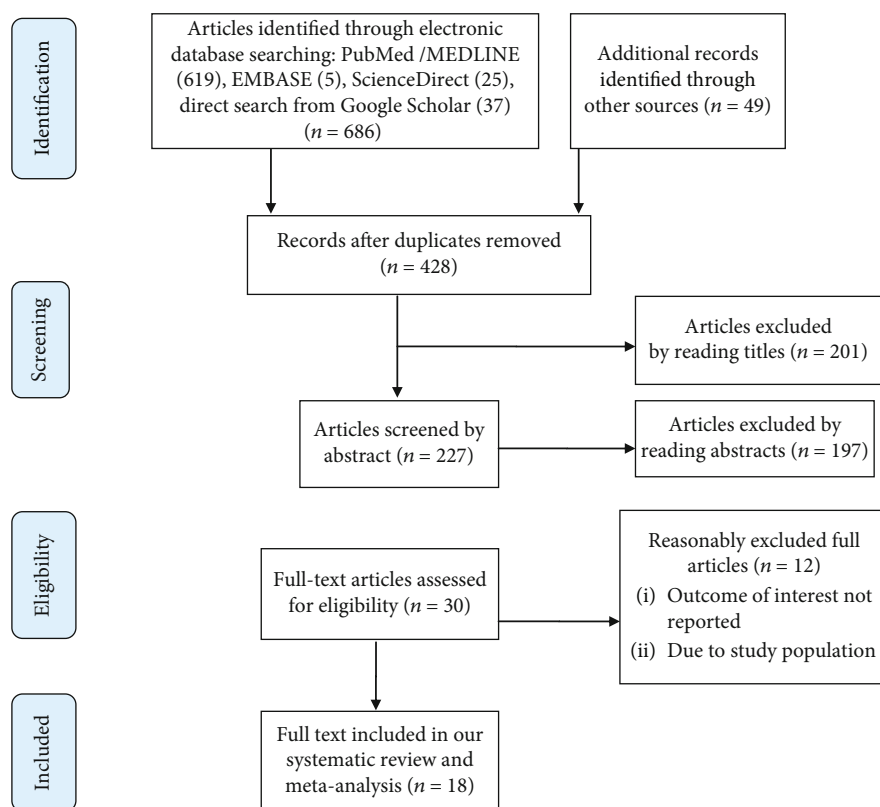 Identification
Articles identified through electronic
database searching: PubMed /MEDLINE
(619), EMBASE (5), ScienceDirect (25),
direct search from Google Scholar (37)
(n = 686)
Additional records
identified through
other sources (n = 49)
Records after duplicates removed
(n = 428)
Screening
Articles excluded
by reading titles (n = 201)
Articles screened by
abstract (n = 227)
Articles excluded by
reading abstracts (n = 197)
Eligibility
Full-text articles assessed
for eligibility (n = 30)
Reasonably excluded full
articles (n = 12)
(i) Outcome of interest not
reported
(ii) Due to study population
Included
Full text included in our
systematic review and
meta-analysis (n = 18)